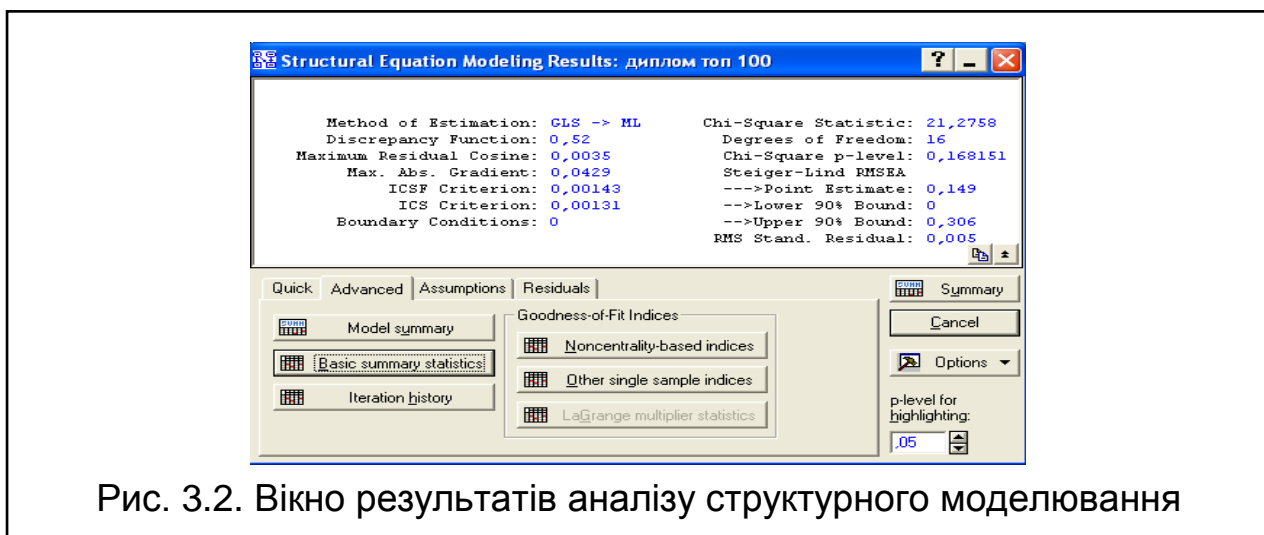 Structural Equation Modeling Results: диплом топ 100
Method of Estimation: GLS -> ML
Discrepancy Function: 0,52
Maximum Residual Cosine: 0,0035
Max. Abs. Gradient: 0,0429
ICSF Criterion: 0,00143
ICS Criterion: 0,00131
Boundary Conditions: 0
Chi-Square Statistic: 21,2758
Degrees of Freedom: 16
Chi-Square p-level: 0,168151
Steiger-Lind RMSEA
--->Point Estimate: 0,149
-->Lower 90% Bound: 0
-->Upper 90% Bound: 0,306
RMS Stand. Residual: 0,005
Quick Advanced Assumptions Residuals
Model summary
Basic summary statistics
Iteration history
Goodness-of-Fit Indices
Noncentrality-based indices
Other single sample indices
LaGrange multiplier statistics
Summary
Cancel
Options
p-level for
highlighting:
,05
Рис. 3.2. Вікно результатів аналізу структурного моделювання